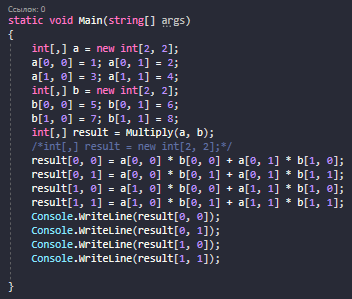 Ссылок: 0
static void Main(string[] args)
{
int[,] a = new int[2, 2];
a[0, 0] = 1; a[0, 1] = 2;
a[1, 0] = 3; a[1, 1] = 4;
int[,] b = new int[2, 2];
b[0, 0] = 5; b[0, 1] = 6;
b[1, 0] = 7; b[1, 1] = 8;
int[,] result = Multiply(a, b);
/*int[,] result = new int[2, 2];*/
result[0, 0] = a[0, 0] * b[0, 0] + a[0, 1] * b[1, 0];
result[0, 1] = a[0, 0] * b[0, 1] + a[0, 1] * b[1, 1];
result[1, 0] = a[1, 0] * b[0, 0] + a[1, 1] * b[1, 0];
result[1, 1] = a[1, 0] * b[0, 1] + a[1, 1] * b[1, 1];
Console.WriteLine(result[0, 0]);
Console.WriteLine(result[0, 1]);
Console.WriteLine(result[1, 0]);
Console.WriteLine(result[1, 1]);
}